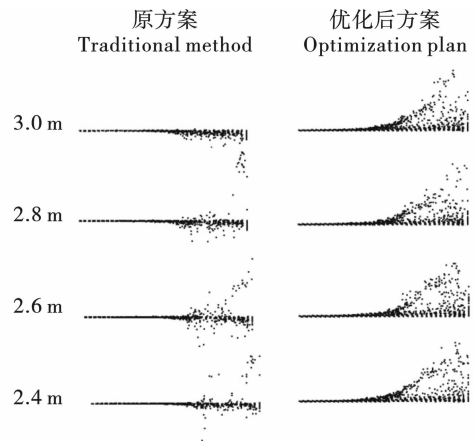 原方案
Traditional method
优化后方案
Optimization plan
3.0 m
2.8 m
2.6 m
2.4 m